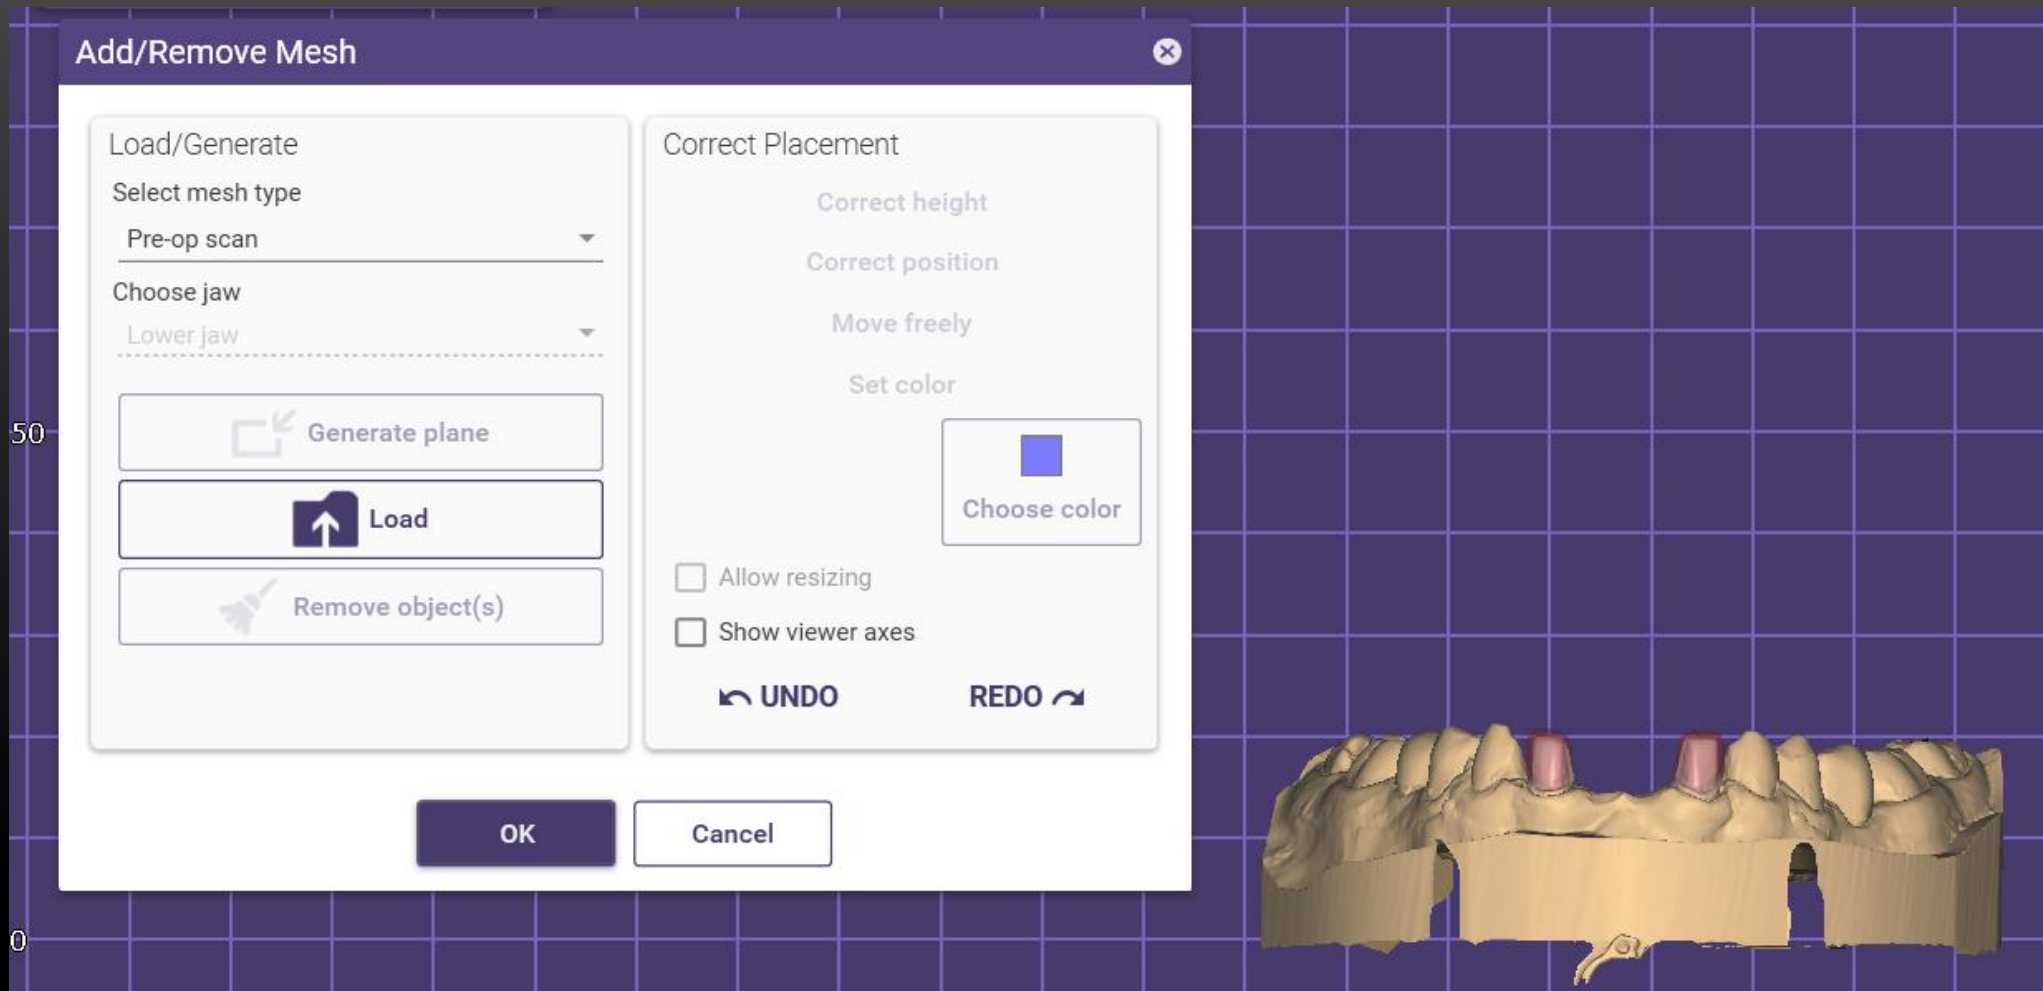 Add/Remove Mesh
Load/Generate
Select mesh type
Pre-op scan
Choose jaw
Lower jaw
Generate plane
Load
Remove object(s)
Correct Placement
Correct height
Correct position
Move freely
Set color
Choose color
Allow resizing
Show viewer axes
UNDO
REDO
OK
Cancel
50
0